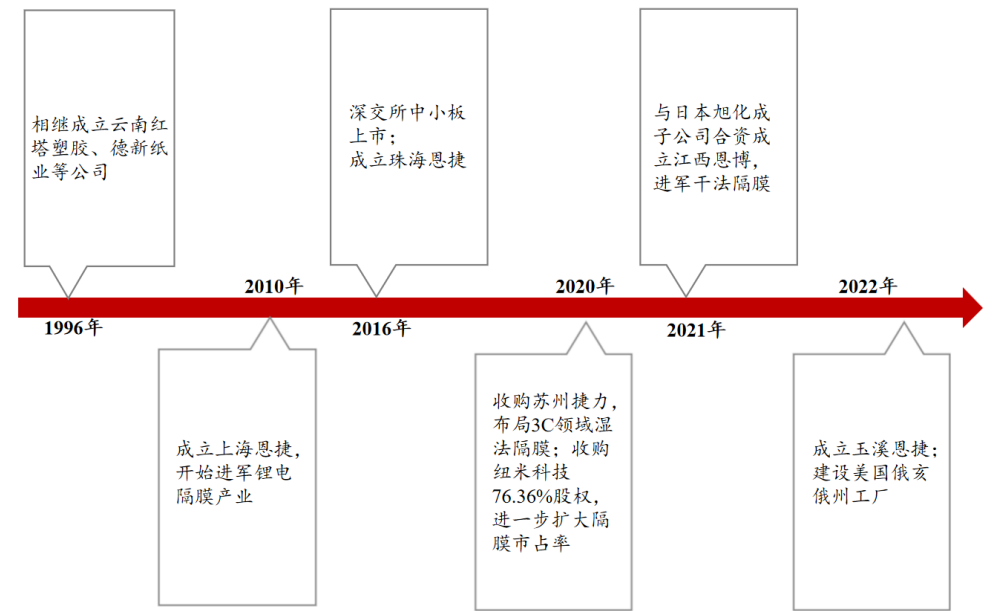 相继成立云南红
塔塑胶、德新纸
业等公司
深交所中小板
上市；
成立珠海恩捷
与日本旭化成
子公司合资成
立江西恩博，
进军干法隔膜
2010年
2020年
2022年
1996年
2016年
2021年
成立上海恩捷，
开始进军锂电
隔膜产业
收购苏州捷力，
布局3C领域湿
法隔膜；收购
纽米科技
76.36%股权，
进一步扩大隔
膜市占率
成立玉溪恩捷；
建设美国俄亥
俄州工厂